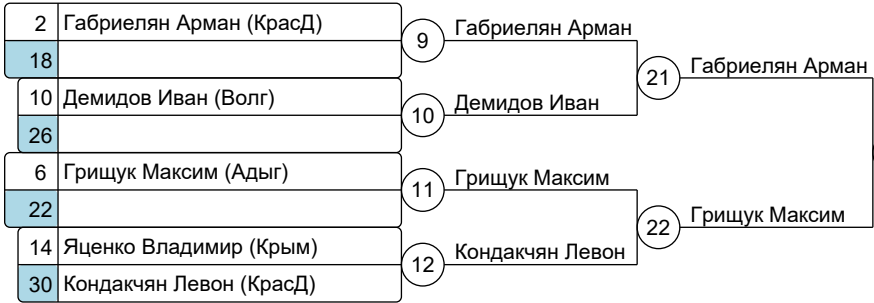 2 Габриелян Арман (КрасД)
18
10 Демидов Иван (Волг)
26
6 Грищук Максим (Адыг)
22
14 Яценко Владимир (Крым)
30 Кондакчян Левон (КрасД)
9 Габриелян Арман
10 Демидов Иван
11 Грищук Максим
12 Кондакчян Левон
21 Габриелян Арман
22 Грищук Максим